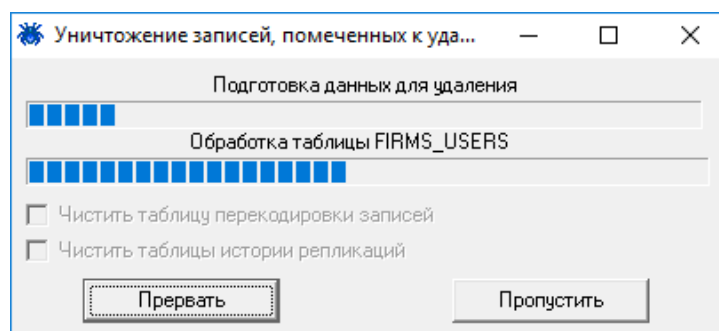 Уничтожение записей, помеченных к уда...
Подготовка данных для удаления
Обработка таблицы FIRMS_USERS
Чистить таблицу перекодировки записей
Чистить таблицы истории репликаций
Прервать Пропустить